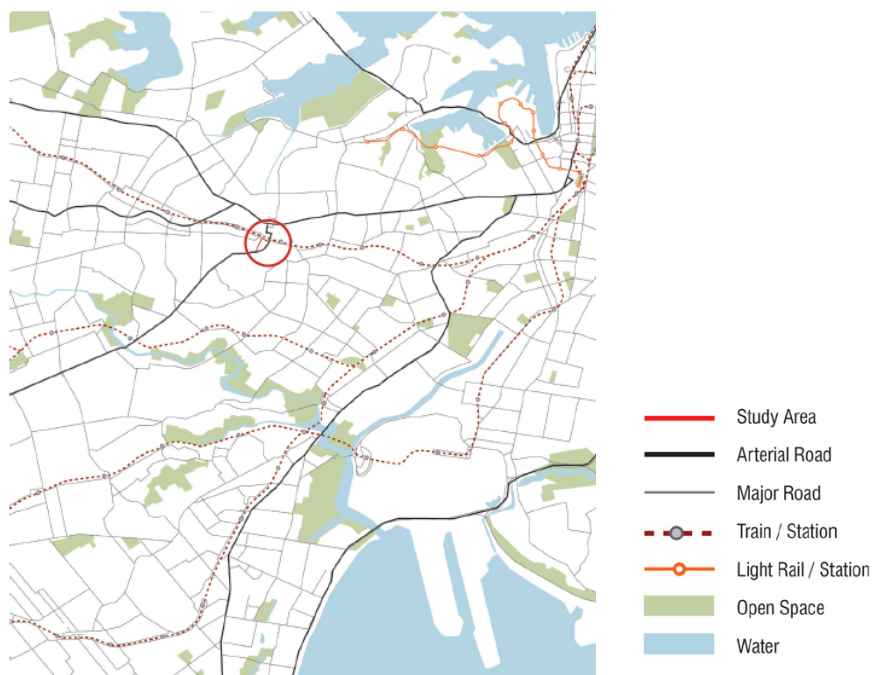 Study Area
Arterial Road
Major Road
Train / Station
Light Rail / Station
Open Space
Water